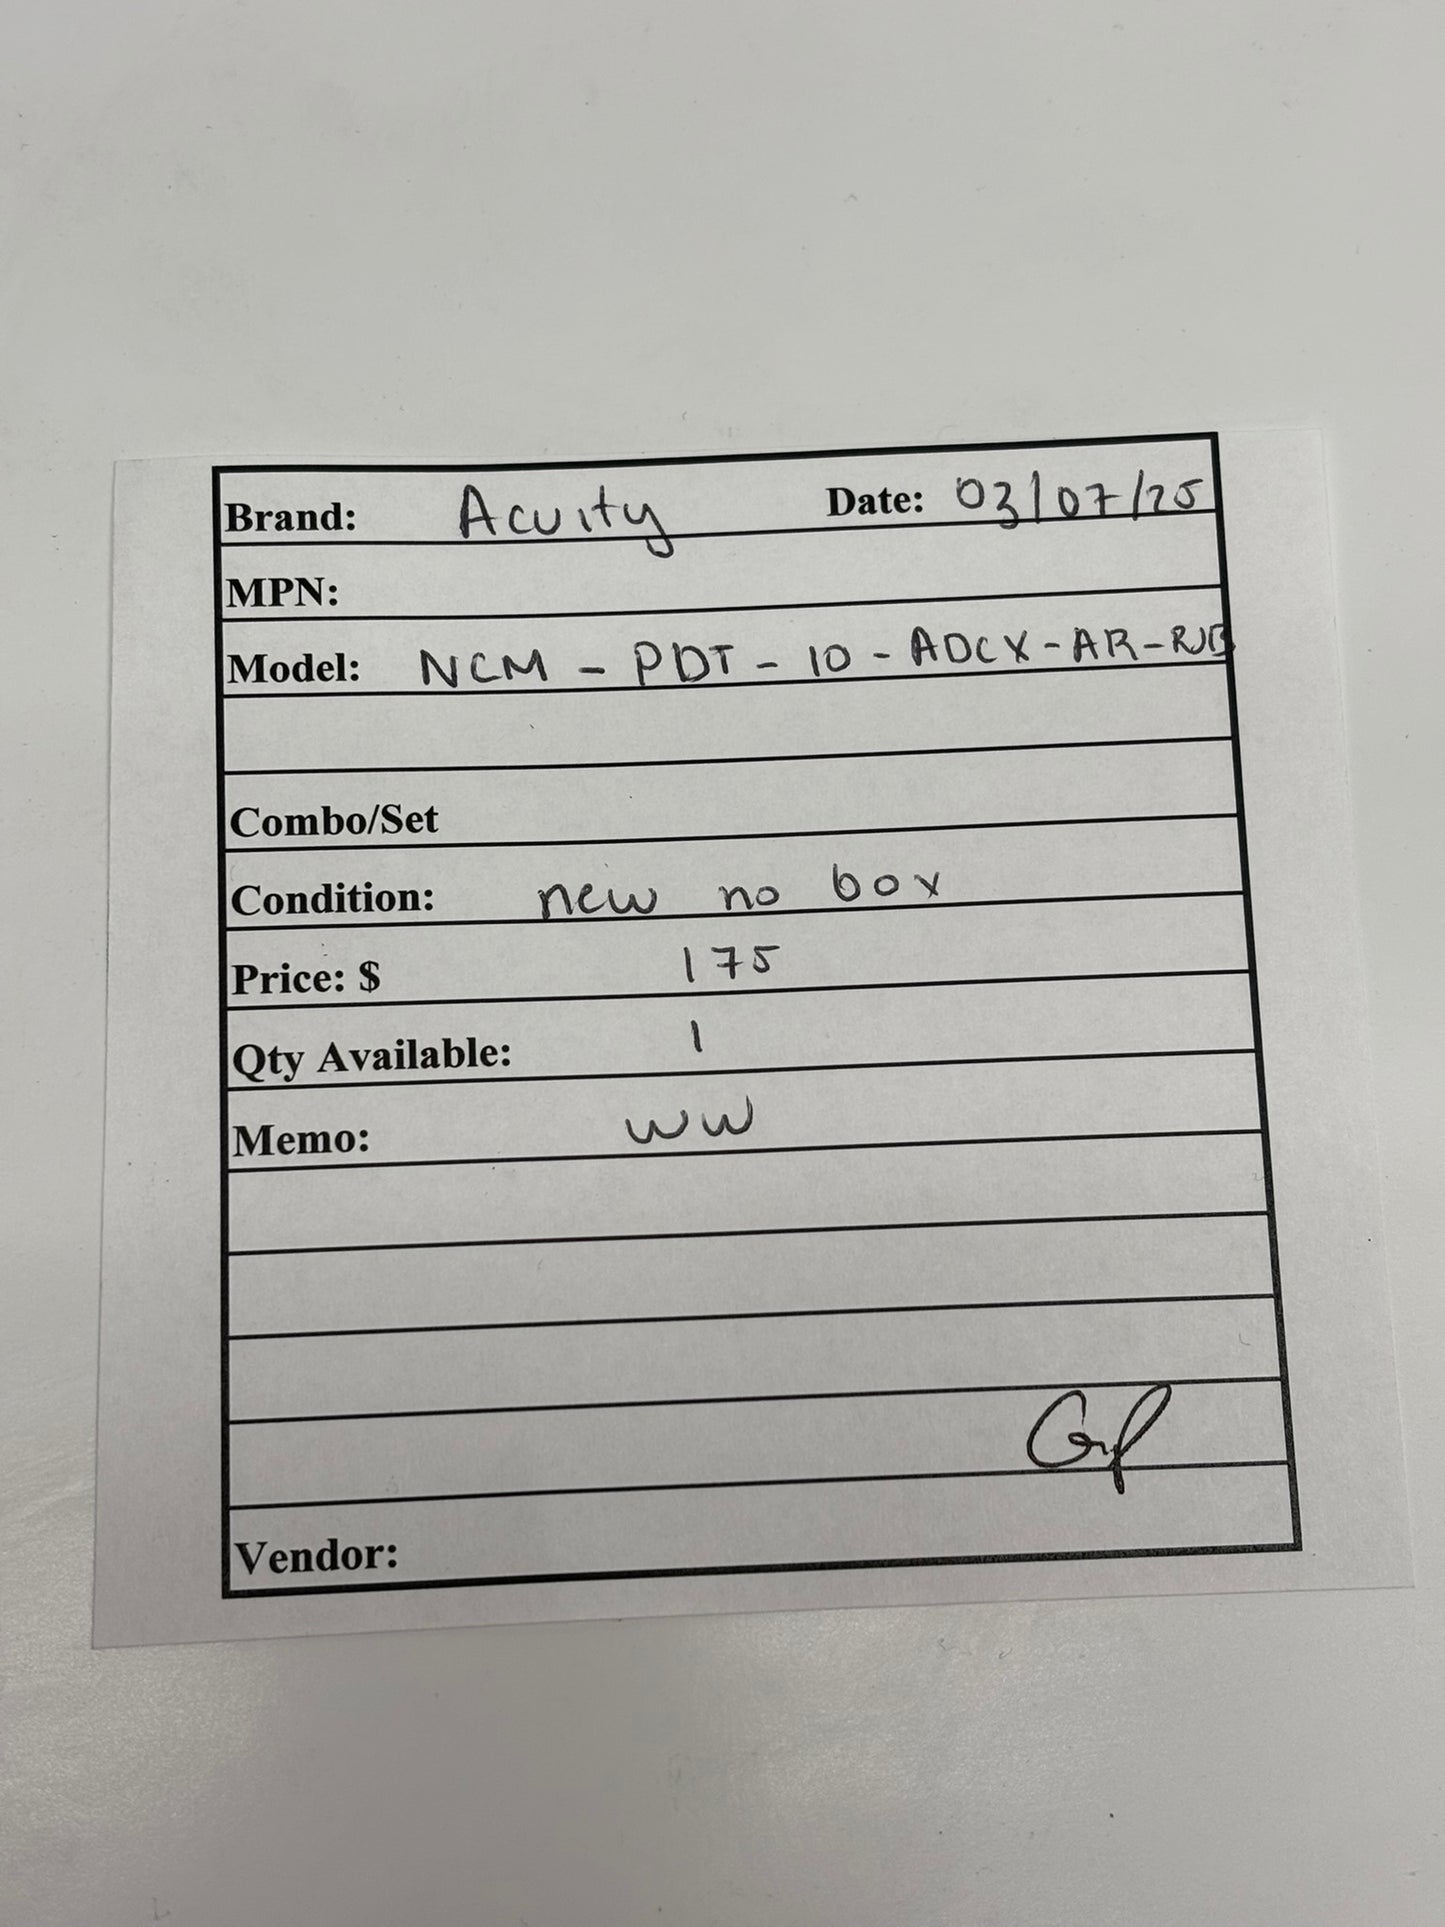 Brand: Acuity Date: 03/07/25
MPN:
Model: NCM - PDT - 10 - ADCX - AR - RJB
Combo/Set
Condition: new no box
Price: $ 175
Qty Available: 1
Memo: WW
Vendor: